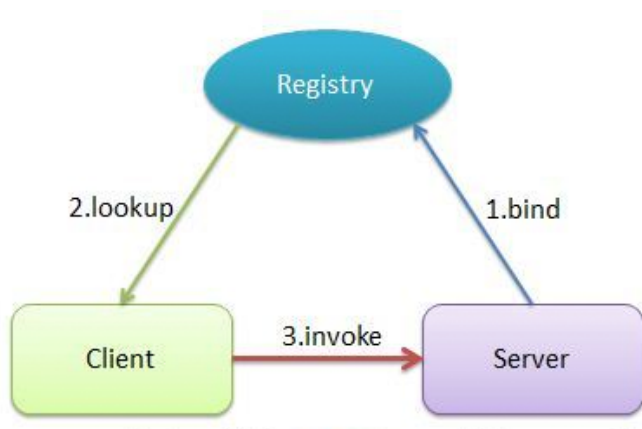 Registry
2.lookup
1.bind
Client
3.invoke
Server